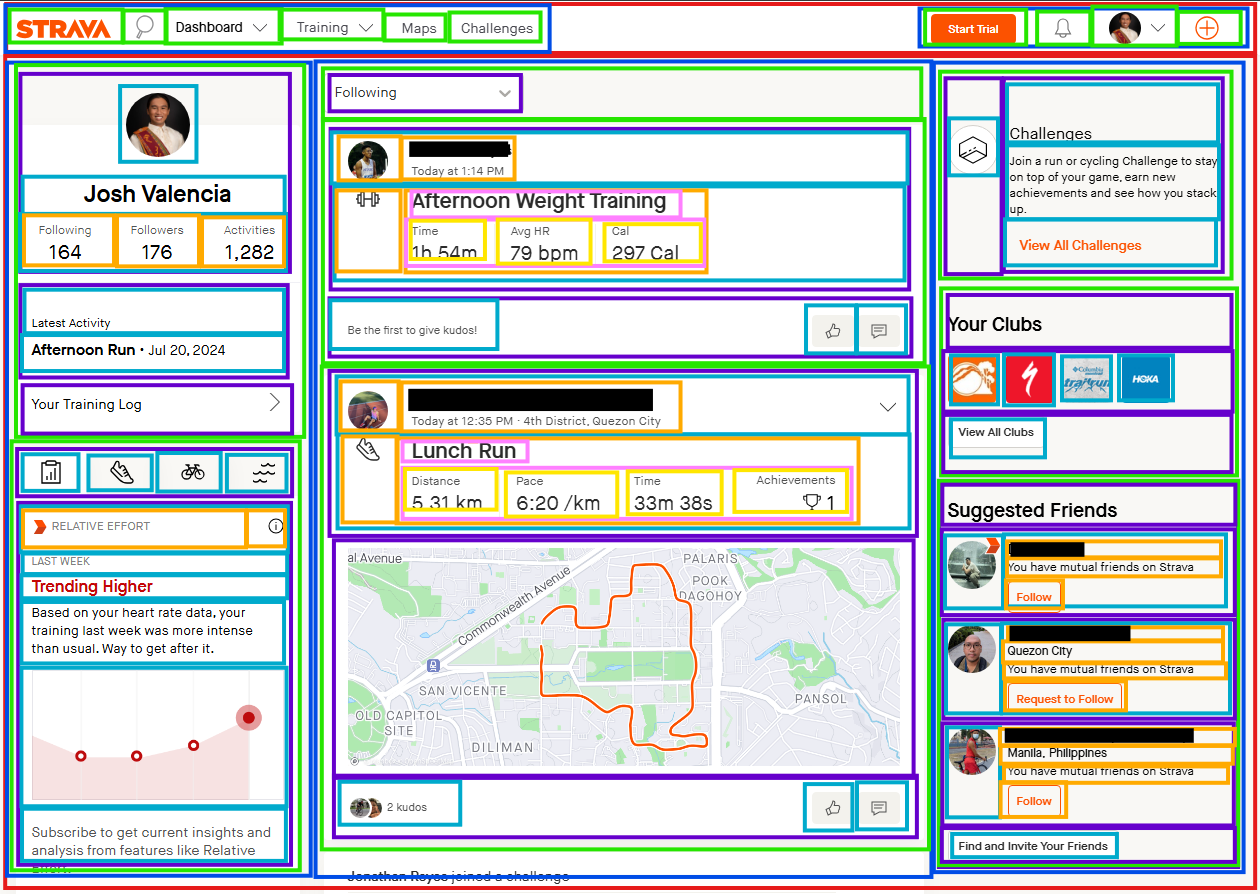 STRAVA
Dashboard
Training
Maps
Challenges
Start Trial
Josh Valencia
Following
164
Followers
176
Activities
1,282
Latest Activity
Afternoon Run • Jul 20, 2024
Your Training Log
RELATIVE EFFORT
LAST WEEK
Trending Higher
Based on your heart rate data, your
training last week was more intense
than usual. Way to get after it.
Subscribe to get ourrent insights and
analysis from features like Relative
Effort.
Following
Today at 1:14 PM
Afternoon Weight Training
Time
1h 54m
Avg HR
79 bpm
Cal
297 Cal
Be the first to give kudos!
Today at 12:35 PM · 4th District, Quezon City
Lunch Run
Distance
5.31 km
Pace
6:20 /km
Time
33m 38s
Achievements
1
al Avenue
Commonwealth Avenue
PALARIS
POOK
DAGOHOY
SAN VICENTE
OLD CAPITOL
SITE
DILIMAN
PANSOL
2 kudos
Jonathan Reyes joined a challenge
Challenges
Join a run or cycling Challenge to stay
on top of your game, earn new
achievements and see how you stack
up.
View All Challenges
Your Clubs
Columbia
trail run
HOKA
View All Clubs
Suggested Friends
You have mutual friends on Strava
Follow
Quezon City
You have mutual friends on Strava
Request to Follow
Manila, Philippines
You have mutual friends on Strava
Follow
Find and Invite Your Friends